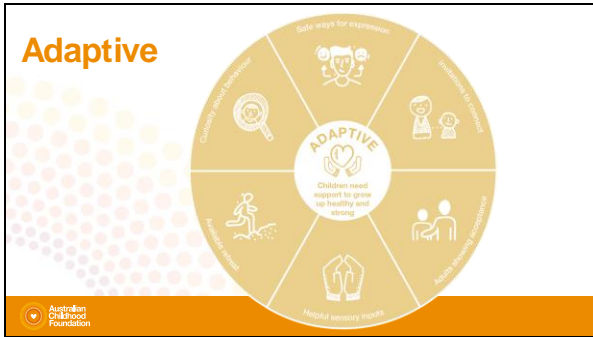 Adaptive
Safe ways for expression
Invitations to connect
Adults showing acceptance
Helpful sensory inputs
Available retreat
Curiosity about behaviour
ADAPTIVE
Children need
support to grow
up healthy and
strong
Australian
Childhood
Foundation